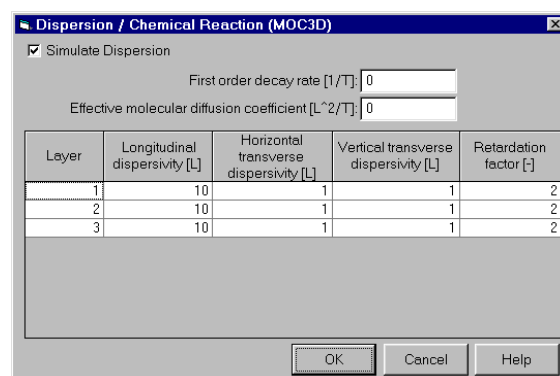 Dispersion / Chemical Reaction (MOC3D)
Simulate Dispersion
First order decay rate [1/T]: 0
Effective molecular diffusion coefficient [L^2/T]: 0
Layer Longitudinal dispersivity [L] Horizontal transverse dispersivity [L] Vertical transverse dispersivity [L] Retardation factor [-]
1 10 1 1 2
2 10 1 1 2
3 10 1 1 2
OK Cancel Help